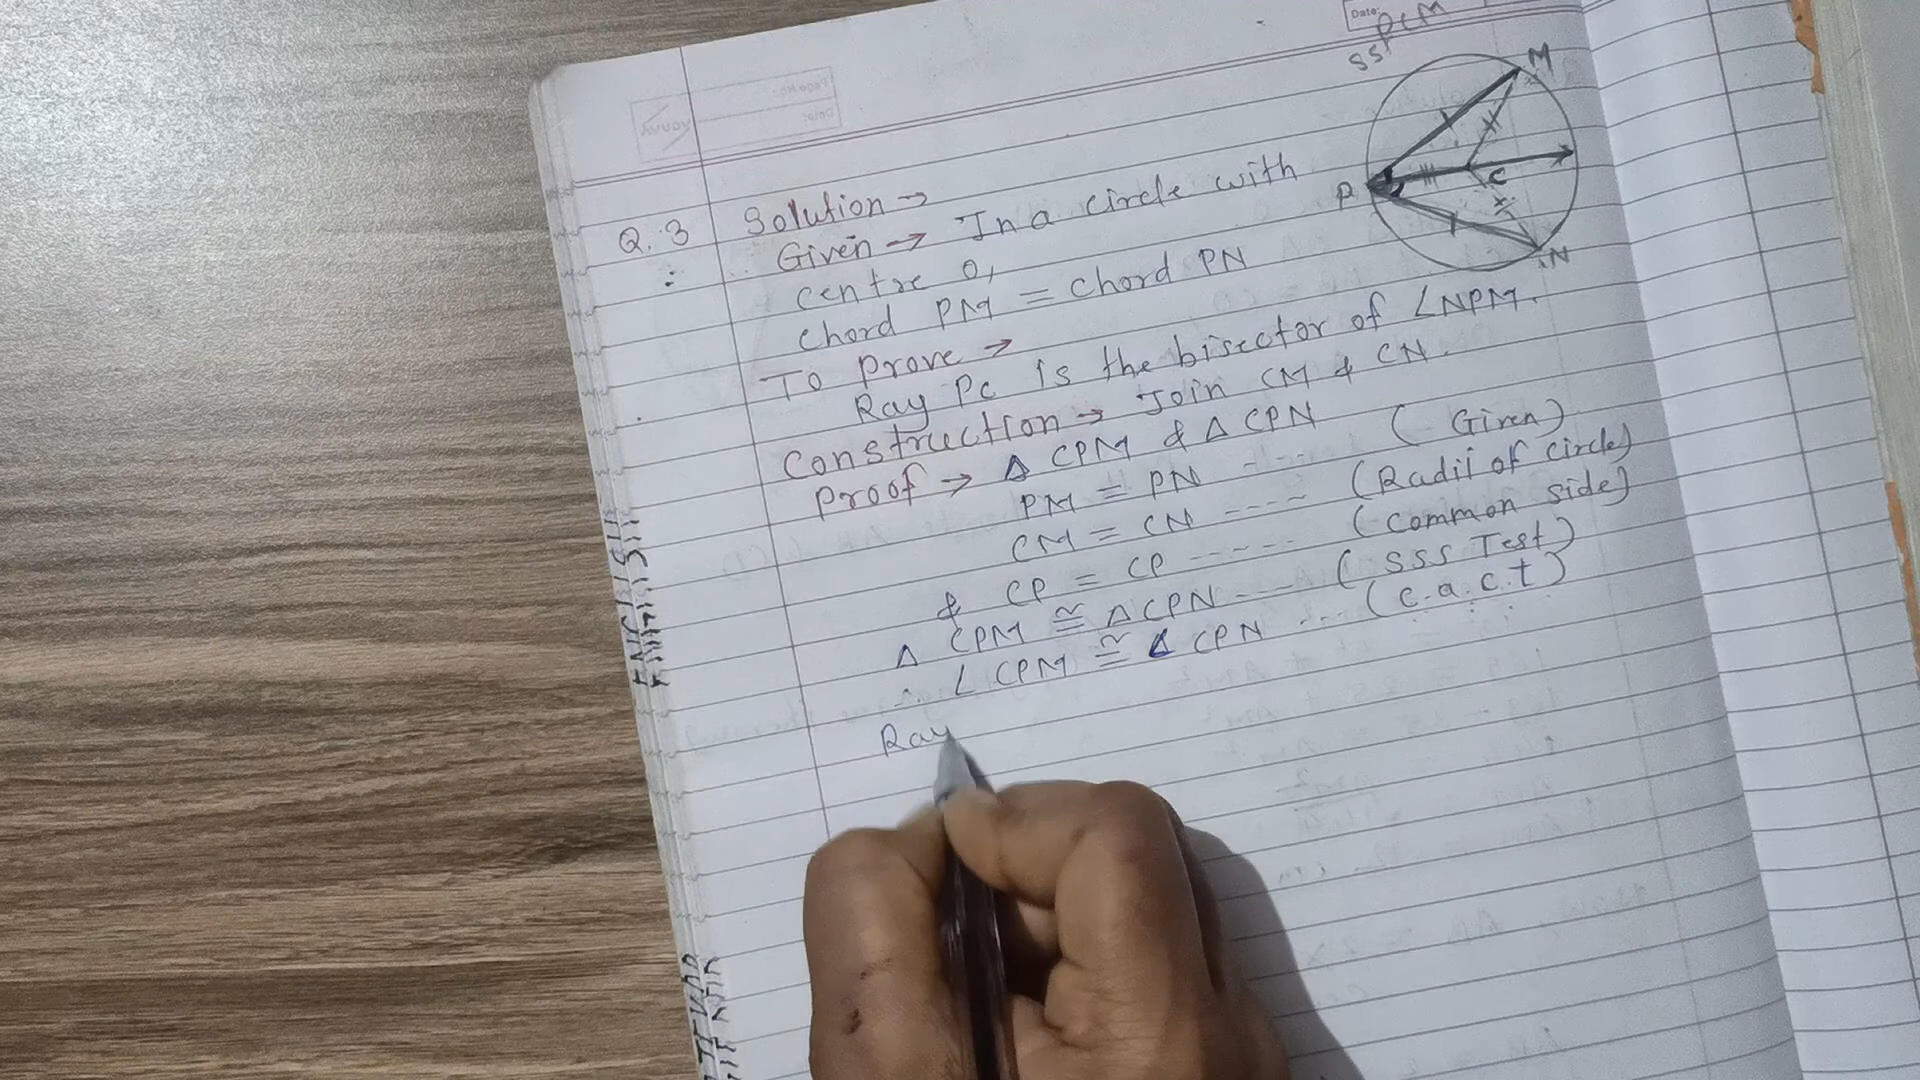 Date:
PCM
SST
M
P
C
N
Q.3 Solution →
Given → In a circle with
centre O,
chord PM = chord PN
To prove →
Ray PC is the bisector of ∠NPM.
Construction → Join CM & CN.
Proof → Δ CPM & Δ CPN
PM = PN ---- (Given)
CM = CN ---- (Radii of circle)
& CP = CP ------ (common side)
Δ CPM ≅ Δ CPN ---- (SSS Test)
∴ ∠CPM ≅ ∠CPN ... (c.a.c.t)
Ray